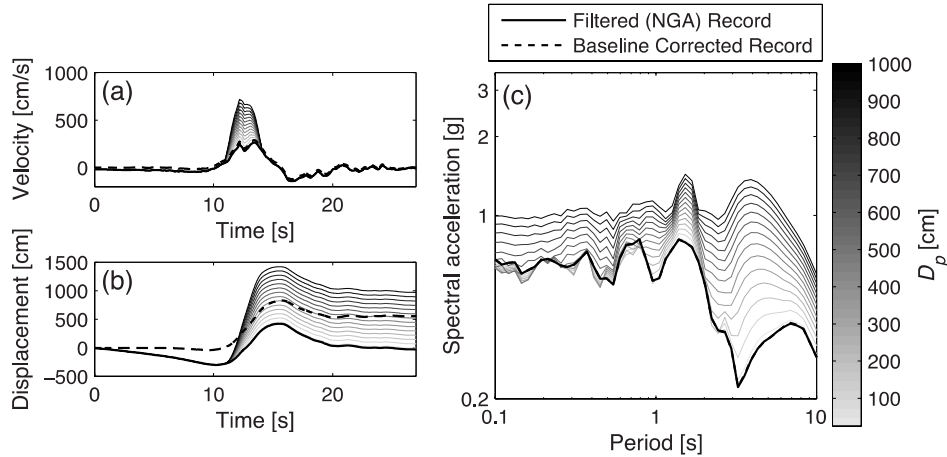 Filtered (NGA) Record
Baseline Corrected Record
(a)
Velocity [cm/s]
1000
500
0
0 10 20
Time [s]
(b)
Displacement [cm]
1500
1000
500
0
−500
0 10 20
Time [s]
(c)
Spectral acceleration [g]
3
2
1
0.2
0.1 1 10
Period [s]
1000
900
800
700
600
500
400
300
200
100
Dp [cm]